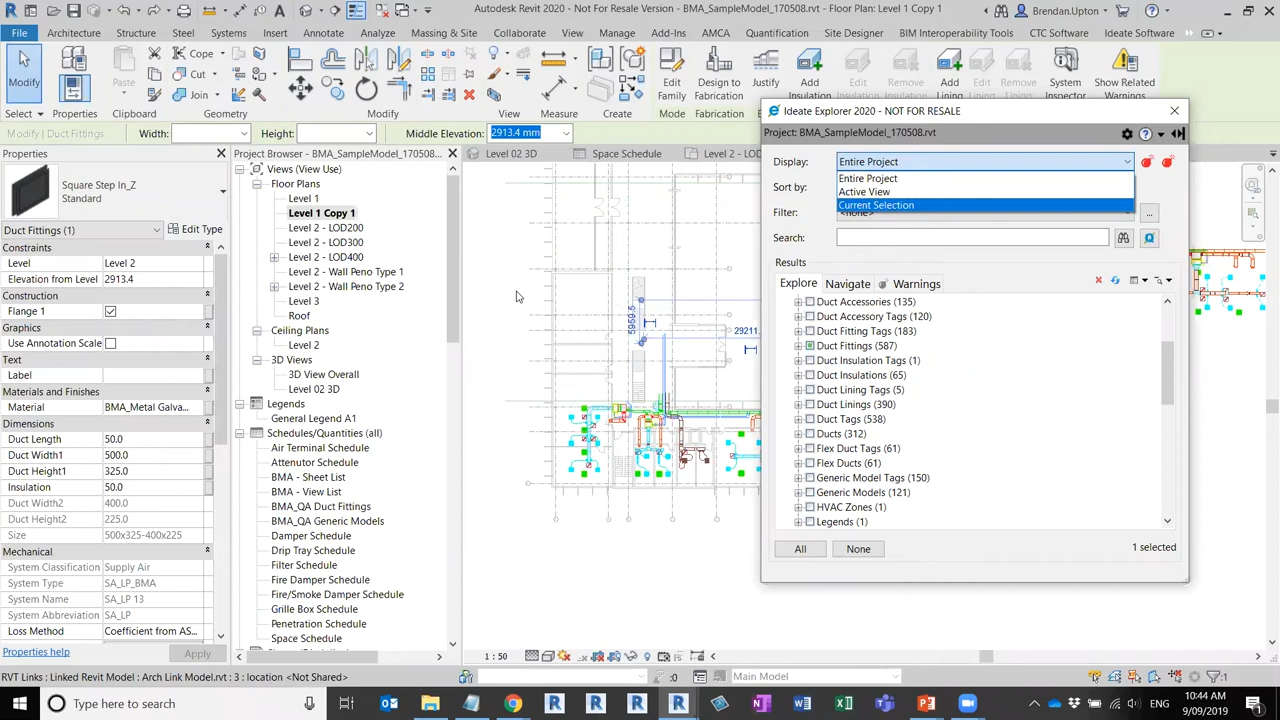 Autodesk Revit 2020 - Not For Resale Version - BMA_SampleModel_170508.rvt - Floor Plan: Level 1 Copy 1
Brendan.Upton
File Architecture Structure Steel Systems Insert Annotate Analyze Massing & Site Collaborate View Manage Add-Ins AMCA Quantification Site Designer BIM Interoperability Tools CTC Software Ideate Software
Modify
Paste
Cope
Cut
Join
Edit Family
Design to Fabrication
Justify
Add Insulation
Edit Insulation
Remove Insulation
Add Lining
Edit Lining
Remove Lining
System Inspector
Show Related Warnings
Select Properties Clipboard Geometry Modify View Measure Create Mode
Modify | Duct Fittings Width: Height: Middle Elevation: 2913.4 mm
Properties
Square Step In_Z
Standard
Duct Fittings (1) Edit Type
Constraints
Level Level 2
Elevation from Level 2913.4
Construction
Flange 1
Graphics
Use Annotation Scale
Text
Label
Materials and Finishes
Material BMA_Metal Galva...
Dimensions
Duct Length 50.0
Duct Width1 500.0
Duct Height1 325.0
Insulation 50.0
Duct Width2 400.0
Duct Height2 225.0
Size 500x325-400x225
Mechanical
System Classification Supply Air
System Type SA_LP_BMA
System Name SA_LP 13
System Abbreviation SA_LP
Loss Method Coefficient from AS...
Properties help Apply
Project Browser - BMA_SampleModel_170508...
Views (View Use)
Floor Plans
Level 1
Level 1 Copy 1
Level 2 - LOD200
Level 2 - LOD300
Level 2 - LOD400
Level 2 - Wall Peno Type 1
Level 2 - Wall Peno Type 2
Level 3
Roof
Ceiling Plans
Level 2
3D Views
3D View Overall
Level 02 3D
Legends
General Legend A1
Schedules/Quantities (all)
Air Terminal Schedule
Attenutor Schedule
BMA - Sheet List
BMA - View List
BMA_QA Duct Fittings
BMA_QA Generic Models
Damper Schedule
Drip Tray Schedule
Filter Schedule
Fire Damper Schedule
Fire/Smoke Damper Schedule
Grille Box Schedule
Penetration Schedule
Space Schedule
Level 02 3D Space Schedule Level 2 - LOD
5959.5
29211.
Ideate Explorer 2020 - NOT FOR RESALE
Project: BMA_SampleModel_170508.rvt
Display: Entire Project
Entire Project
Active View
Current Selection
Sort by:
Filter: <none>
Search:
Results
Explore Navigate Warnings
Duct Accessories (135)
Duct Accessory Tags (120)
Duct Fitting Tags (183)
Duct Fittings (587)
Duct Insulation Tags (1)
Duct Insulations (65)
Duct Lining Tags (5)
Duct Linings (390)
Duct Tags (538)
Ducts (312)
Flex Duct Tags (61)
Flex Ducts (61)
Generic Model Tags (150)
Generic Models (121)
HVAC Zones (1)
Legends (1)
All None 1 selected
1 : 50
RVT Links : Linked Revit Model : Arch Link Model.rvt : 3 : location <Not Shared>
:0
Main Model
:1
Type here to search
ENG
10:44 AM
9/09/2019